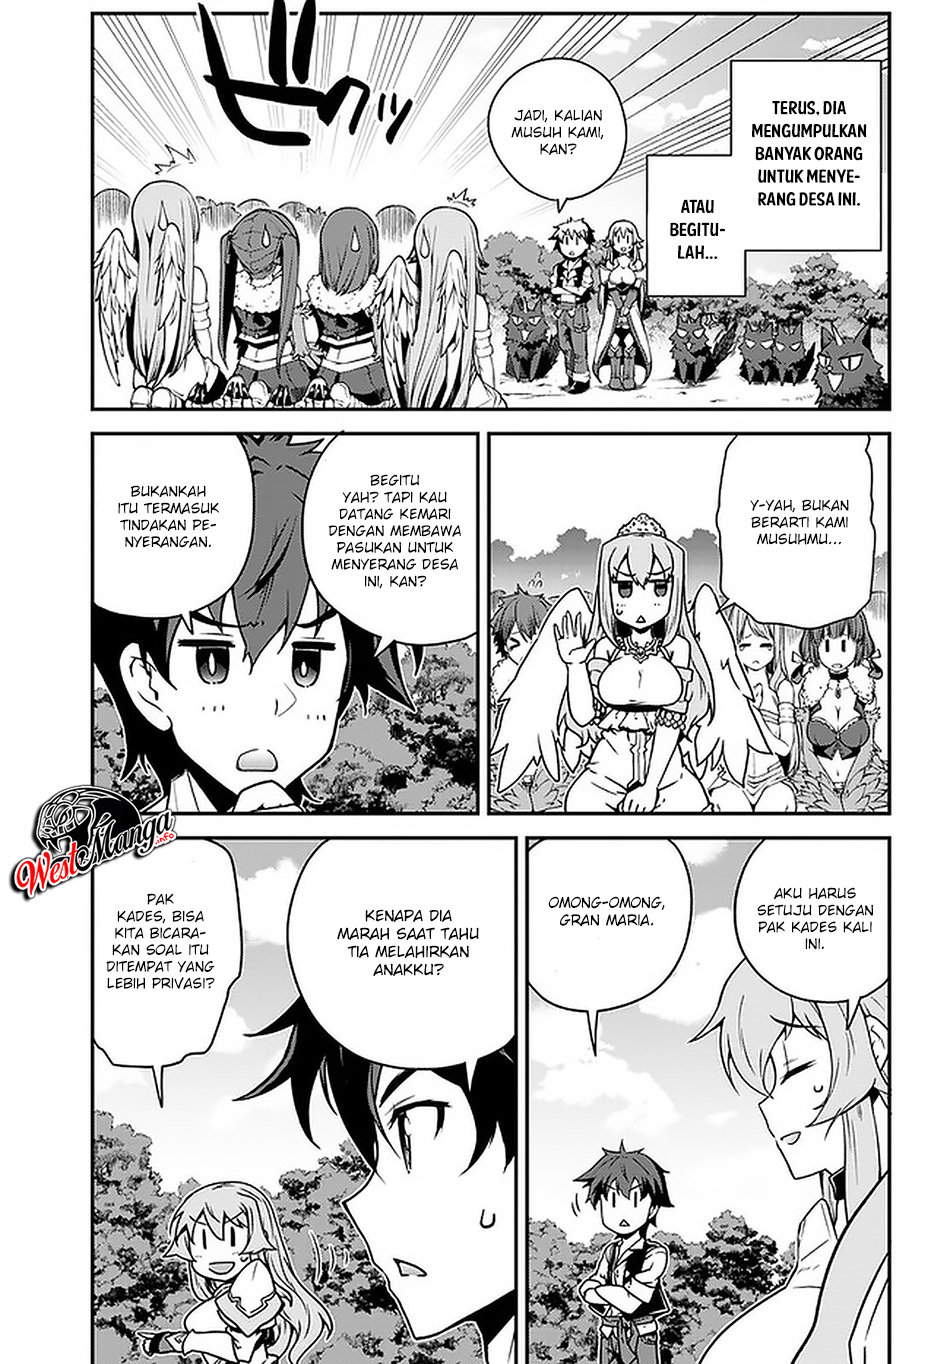 TERUS, DIA
MENGUMPULKAN
BANYAK ORANG
UNTUK MENYE-
RANG DESA INI.
ATAU
BEGITU-
LAH...
JADI, KALIAN
MUSUH KAMI,
KAN?
ビクッ
Y-YAH, BUKAN
BERARTI KAMI
MUSUHMU...
BEGITU
YAH? TAPI KAU
DATANG KEMARI
DENGAN MEMBAWA
PASUKAN UNTUK
MENYERANG DESA
INI, KAN?
BUKANKAH
ITU TERMASUK
TINDAKAN PE-
NYERANGAN.
AKU HARUS
SETUJU DENGAN
PAK KADES KALI
INI.
OMONG-OMONG,
GRAN MARIA.
KENAPA DIA
MARAH SAAT TAHU
TIA MELAHIRKAN
ANAKKU?
PAK
KADES, BISA
KITA BICARA-
KAN SOAL ITU
DITEMPAT YANG
LEBIH PRIVASI?
WestManga
.info